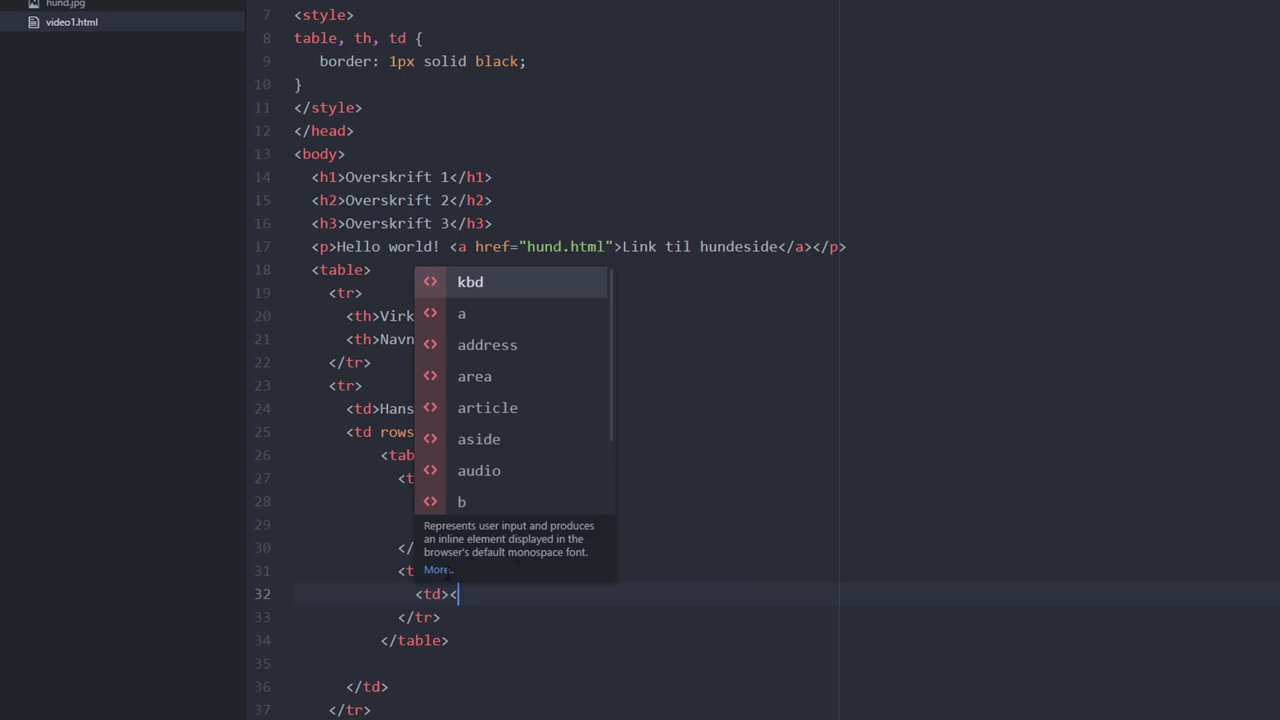 hund.jpg
video1.html
7 <style>
8 table, th, td {
9 border: 1px solid black;
10 }
11 </style>
12 </head>
13 <body>
14 <h1>Overskrift 1</h1>
15 <h2>Overskrift 2</h2>
16 <h3>Overskrift 3</h3>
17 <p>Hello world! <a href="hund.html">Link til hundeside</a></p>
18 <table>
19 <tr>
20 <th>Virk
21 <th>Navn
22 </tr>
23 <tr>
24 <td>Hans
25 <td rows
26 <tab
27 <t
28
29
30 </
31 <t
32 <td><
33 </tr>
34 </table>
35
36 </td>
37 </tr>
kbd
a
address
area
article
aside
audio
b
Represents user input and produces
an inline element displayed in the
browser's default monospace font.
More..